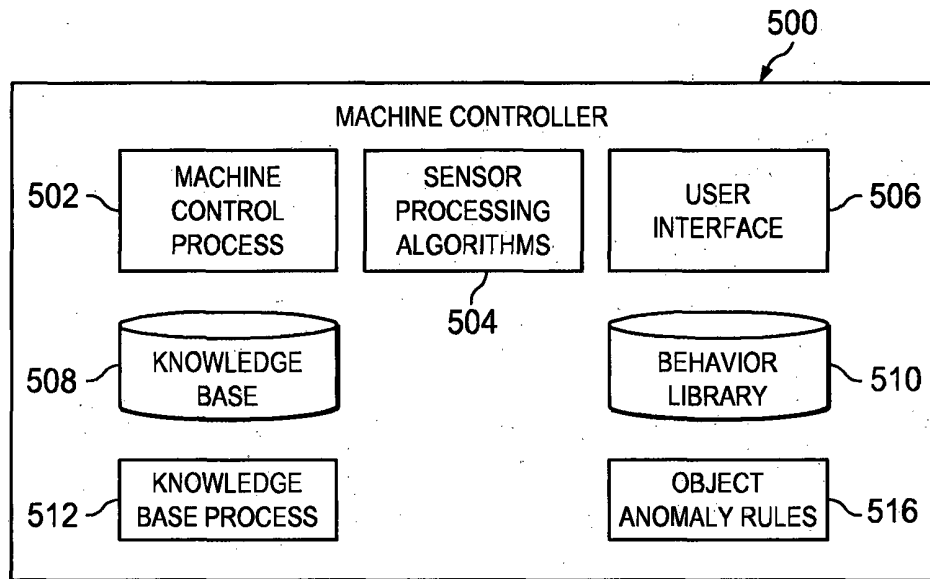 500
MACHINE CONTROLLER
502
MACHINE
CONTROL
PROCESS
SENSOR
PROCESSING
ALGORITHMS
504
USER
INTERFACE
506
508
KNOWLEDGE
BASE
BEHAVIOR
LIBRARY
510
512
KNOWLEDGE
BASE PROCESS
OBJECT
ANOMALY RULES
516